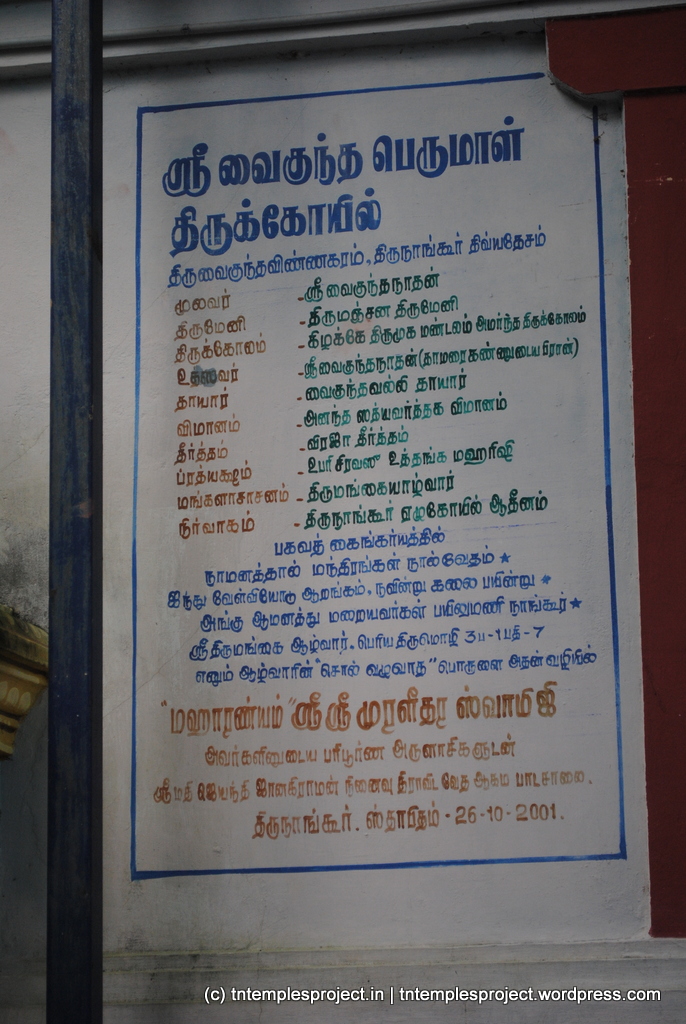 ஸ்ரீ வைகுந்த பெருமாள்
திருக்கோயில்
திருவைகுந்தவிண்ணகரம், திருநாங்கூர் திவ்யதேசம்
மூலவர் - ஸ்ரீ வைகுந்தநாதன்
திருமேனி - திருமஞ்சன திருமேனி
திருக்கோலம் - கிழக்கே திருமுக மண்டலம் அமர்ந்த திருக்கோலம்
உத்ஸவர் - ஸ்ரீவைகுந்தநாதன் (தாமரைகண்ணுடையபிரான்)
தாயார் - வைகுந்தவல்லி தாயார்
விமானம் - அனந்த ஸத்யவர்த்தக விமானம்
தீர்த்தம் - விரஜா தீர்த்தம்
ப்ரத்யக்ஷம் - உபரிசிரவஸு உத்தங்க மஹரிஷி
மங்களாசாசனம் - திருமங்கையாழ்வார்
நிர்வாகம் - திருநாங்கூர் ஏழுகோயில் ஆதீனம்
பகவத் கைங்கர்யத்தில்
நாமனத்தால் மந்திரங்கள் நால்வேதம் ★
ஐந்து வேள்வியோடு ஆறங்கம், நவின்று கலை பயின்று ★
அங்கு ஆமனத்து மறையவர்கள் பயிலுமணி நாங்கூர் ★
ஸ்ரீ திருமங்கை ஆழ்வார். பெரிய திருமொழி 3ப-1பதி-7
எனும் ஆழ்வாரின் "சொல் வழுவாத" பொருளை அதன் வழியில்
"மஹாரண்யம்" ஸ்ரீ ஸ்ரீ முரளீதர ஸ்வாமிஜி
அவர்களினுடைய பரிபூர்ண அருளாசிகளுடன்
ஸ்ரீமதி ஜெயந்தி ஜானகிராமன் நினைவு திராவிட வேத ஆகம பாடசாலை.
திருநாங்கூர். ஸ்தாபிதம் - 26-10-2001.
(c) tntemplesproject.in | tntemplesproject.wordpress.com